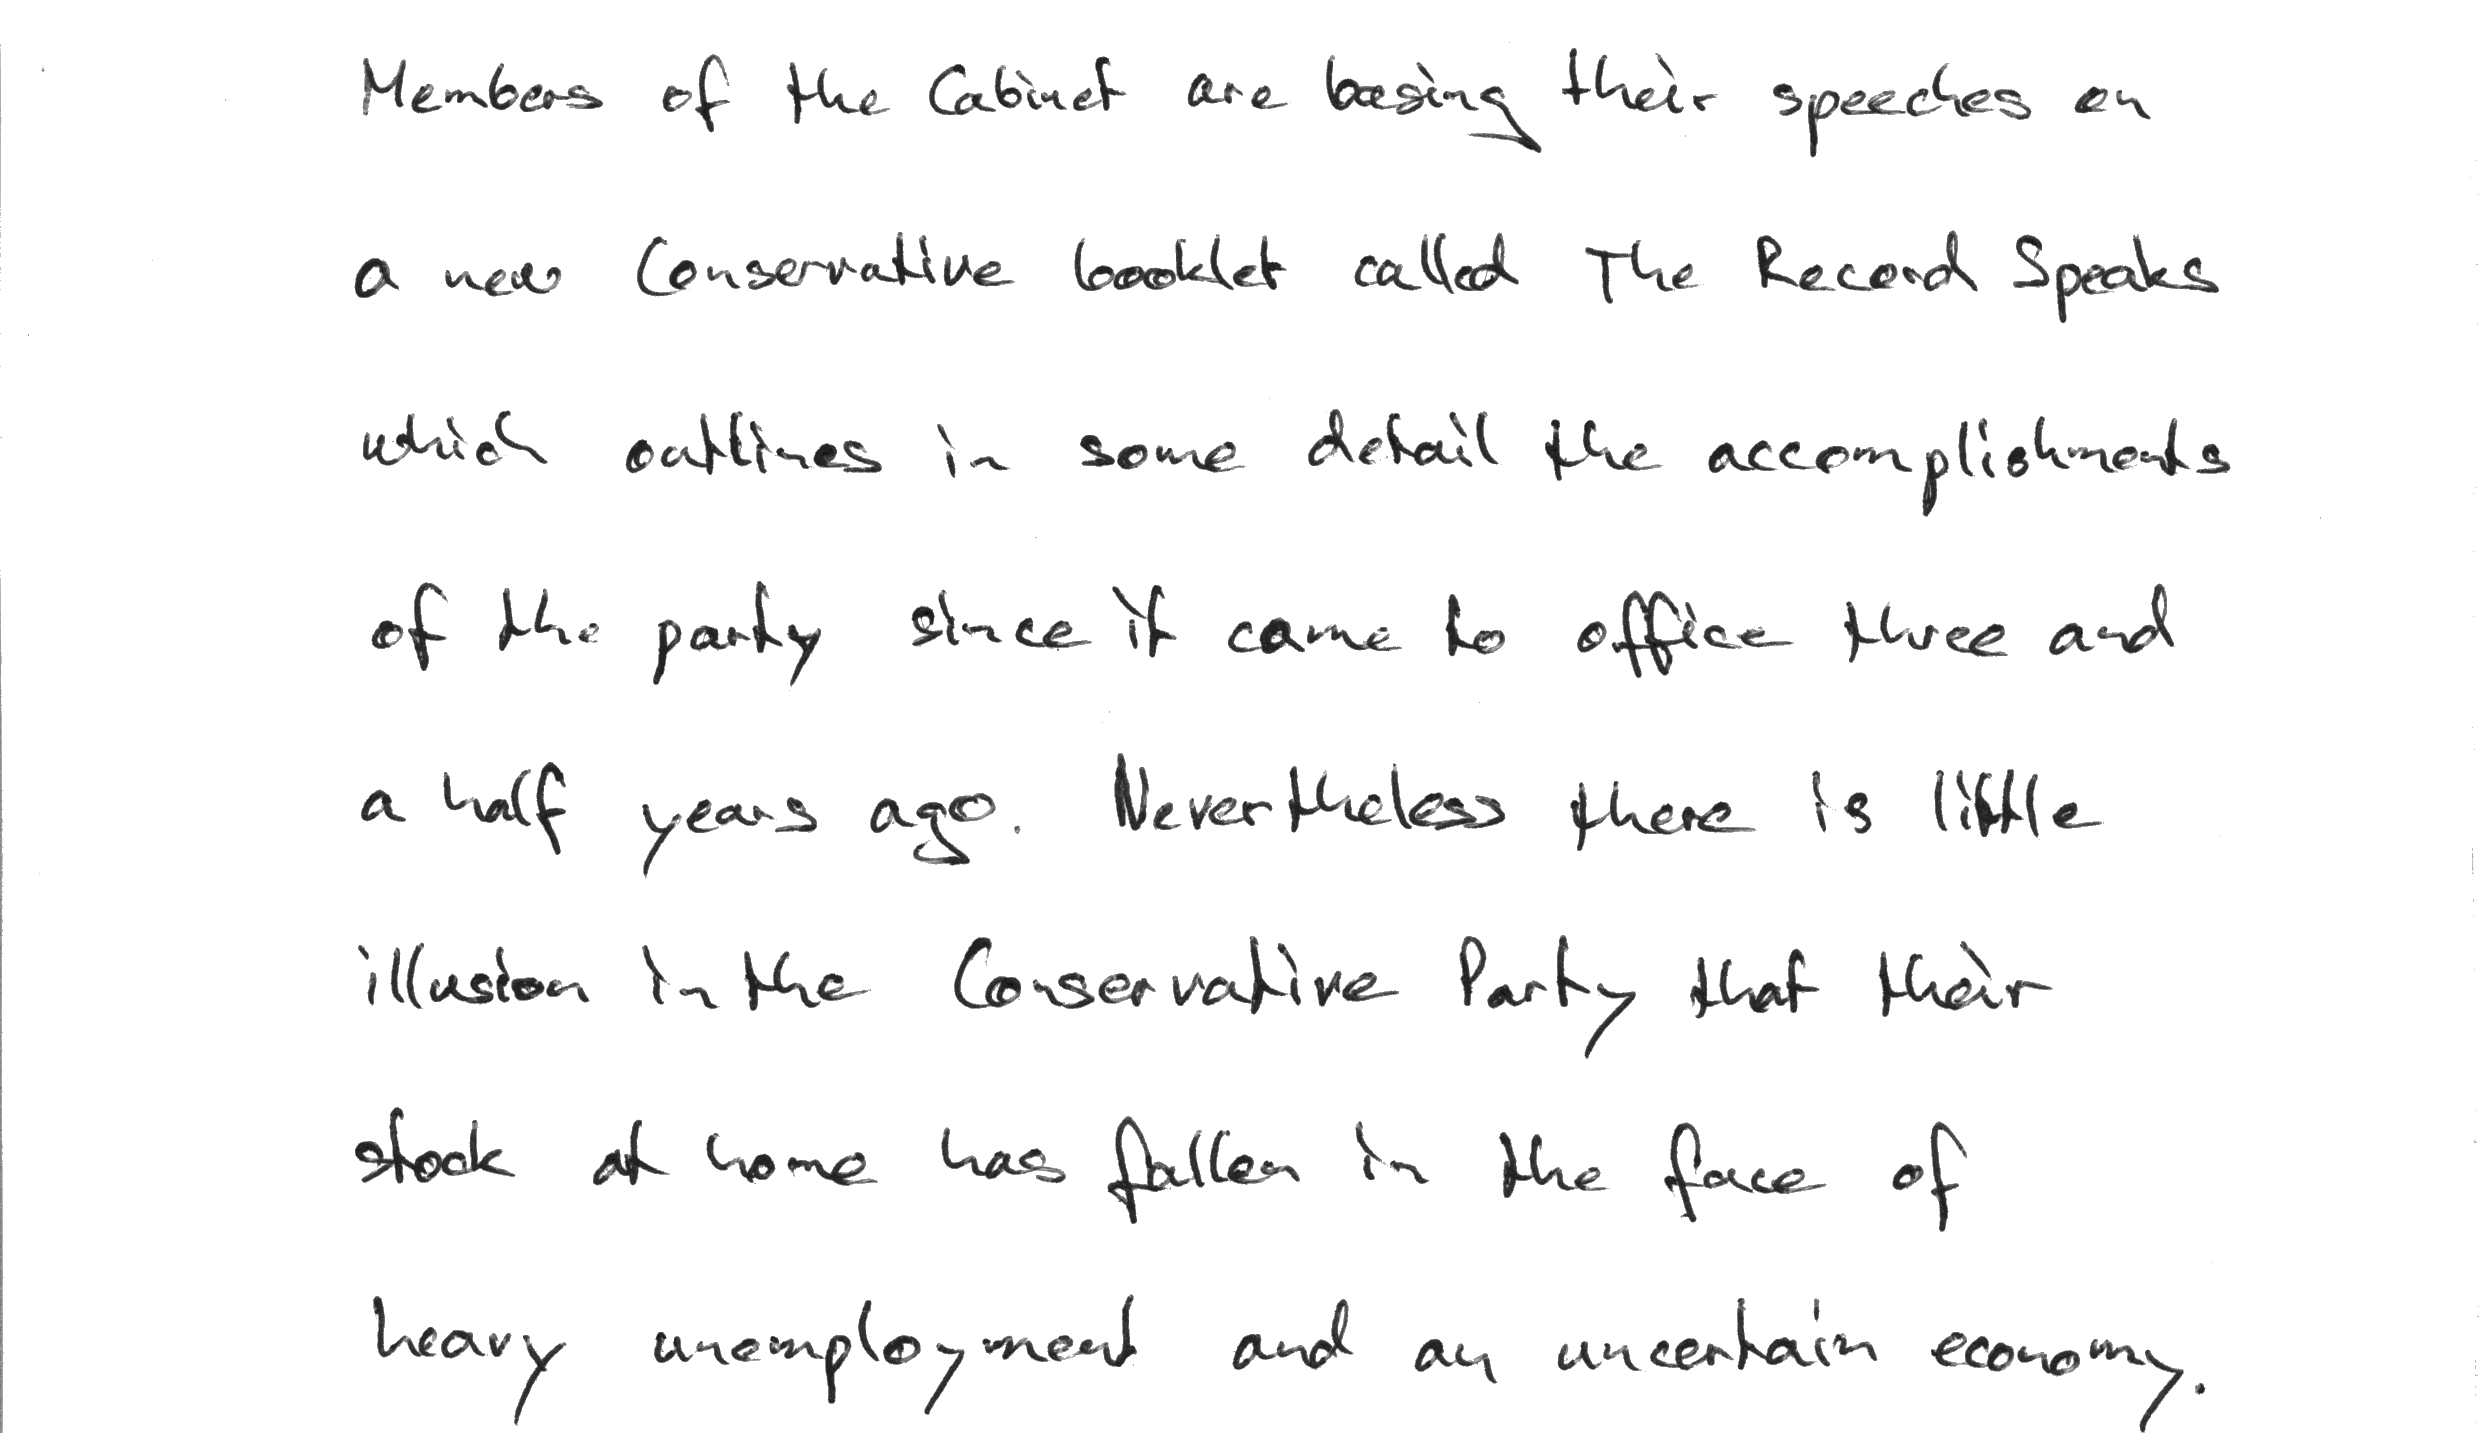 Members of the Cabinet are basing their speeches on
a new Conservative booklet called The Record Speaks
which outlines in some detail the accomplishments
of the party since it came to office three and
a half years ago. Nevertheless there is little
illusion in the Conservative Party that their
stock at home has fallen in the face of
heavy unemployment and an uncertain economy.